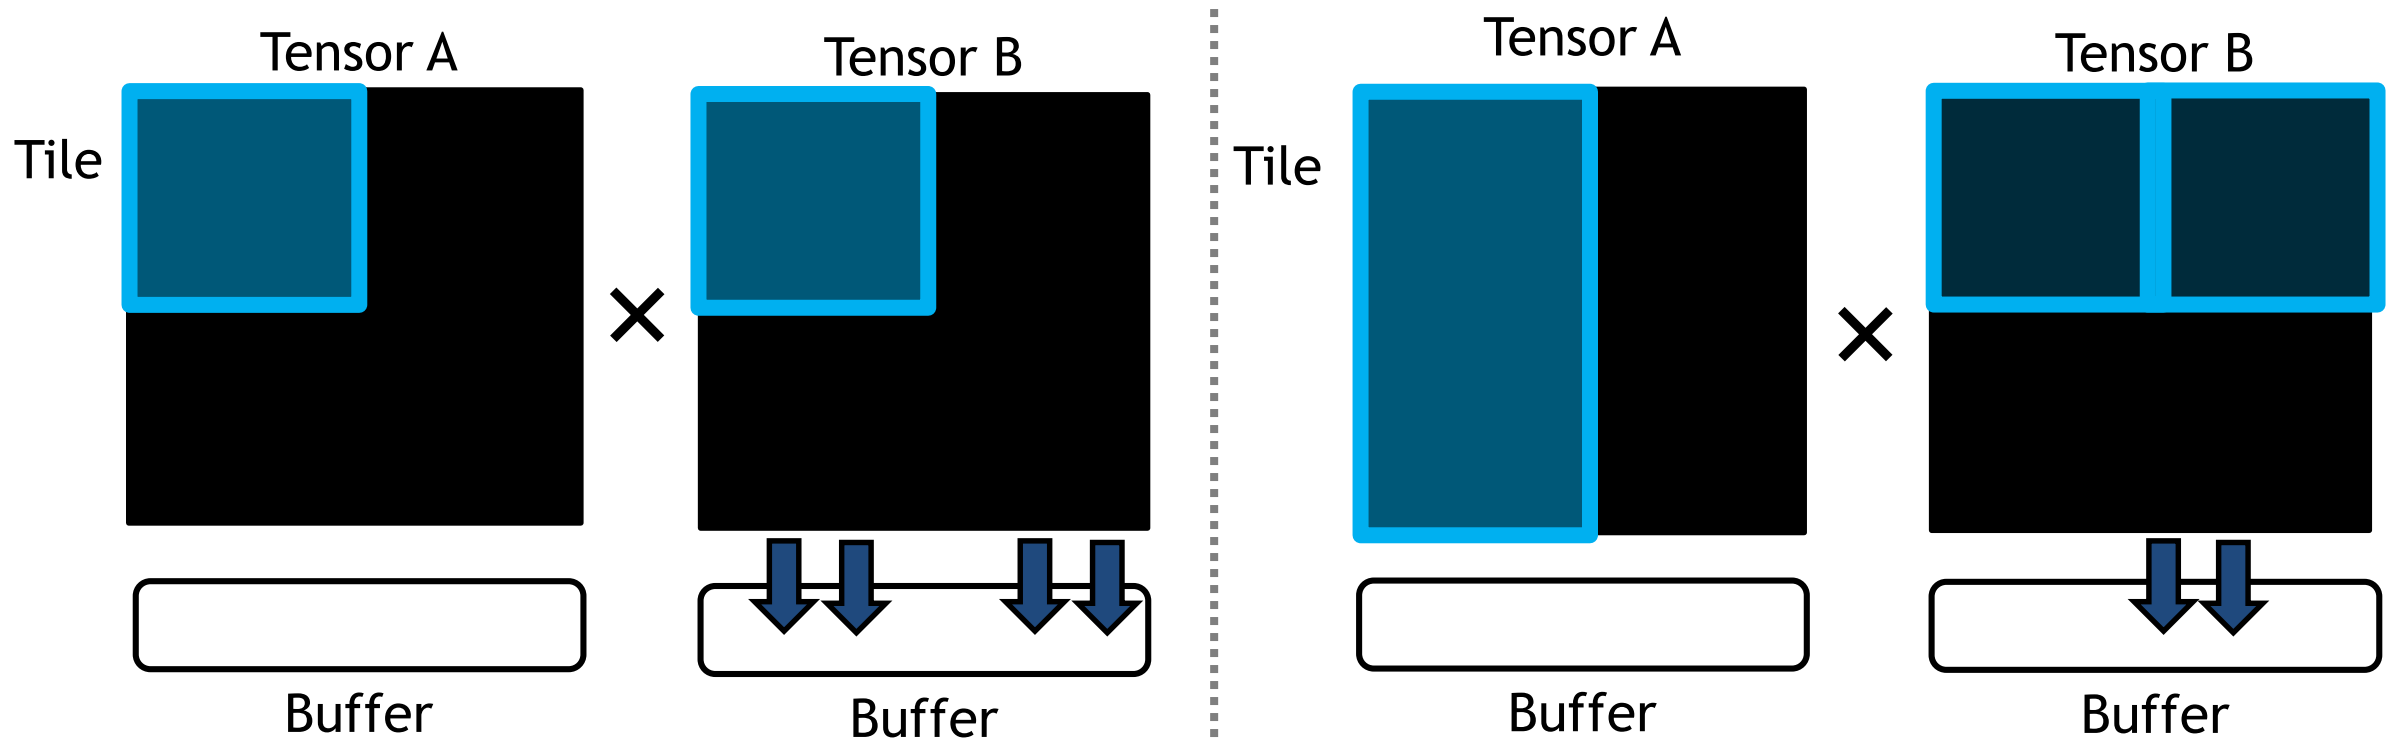 Tensor A
Tensor B
Tile
×
Buffer
Buffer
Tensor A
Tensor B
Tile
×
Buffer
Buffer